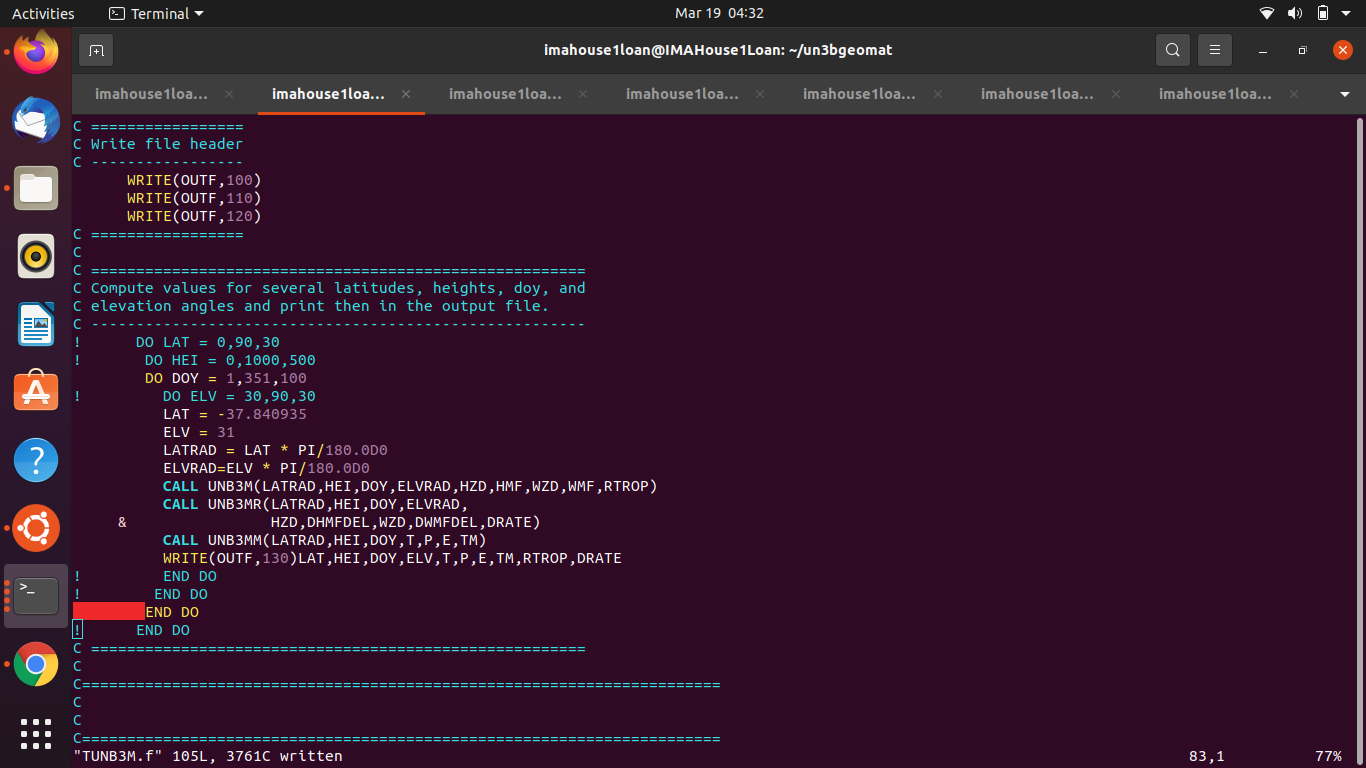 Activities
Terminal
Mar 19 04:32
imahouse1loan@IMAHouse1Loan: ~/un3bgeomat
imahouse1loa...
imahouse1loa...
imahouse1loa...
imahouse1loa...
imahouse1loa...
imahouse1loa...
imahouse1loa...
C =================
C Write file header
C -----------------
      WRITE(OUTF,100)
      WRITE(OUTF,110)
      WRITE(OUTF,120)
C =================
C
C =======================================================
C Compute values for several latitudes, heights, doy, and
C elevation angles and print then in the output file.
C -------------------------------------------------------
!      DO LAT = 0,90,30
!       DO HEI = 0,1000,500
        DO DOY = 1,351,100
!         DO ELV = 30,90,30
          LAT = -37.840935
          ELV = 31
          LATRAD = LAT * PI/180.0D0
          ELVRAD=ELV * PI/180.0D0
          CALL UNB3M(LATRAD,HEI,DOY,ELVRAD,HZD,HMF,WZD,WMF,RTROP)
          CALL UNB3MR(LATRAD,HEI,DOY,ELVRAD,
     &                HZD,DHMFDEL,WZD,DWMFDEL,DRATE)
          CALL UNB3MM(LATRAD,HEI,DOY,T,P,E,TM)
          WRITE(OUTF,130)LAT,HEI,DOY,ELV,T,P,E,TM,RTROP,DRATE
!         END DO
!        END DO
        END DO
!      END DO
C =======================================================
C
C=======================================================================
C
C
C=======================================================================
"TUNB3M.f" 105L, 3761C written 83,1 77%